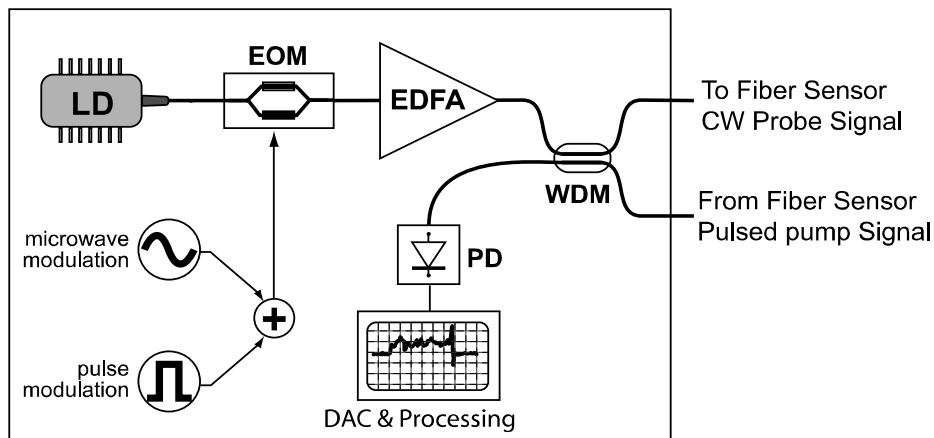 LD
EOM
EDFA
To Fiber Sensor
CW Probe Signal
WDM
From Fiber Sensor
Pulsed pump Signal
microwave
modulation
PD
pulse
modulation
DAC & Processing